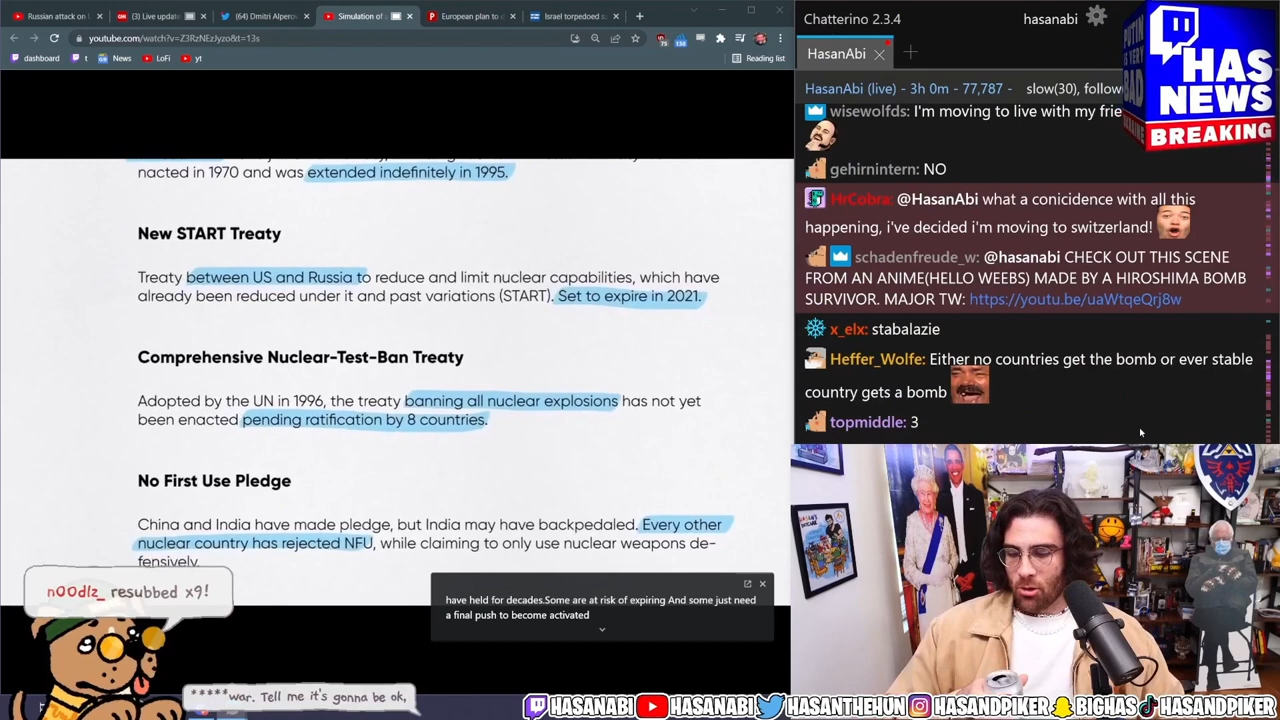 Russian attack on
(3) Live update
(64) Dmitri Alperov
Simulation of
European plan to
Israel torpedoed
youtube.com/watch?v=Z3RzNEzJyzo&t=13s
dashboard
t
News
LoFi
yt
Reading list
nacted in 1970 and was extended indefinitely in 1995.
New START Treaty
Treaty between US and Russia to reduce and limit nuclear capabilities, which have
already been reduced under it and past variations (START). Set to expire in 2021.
Comprehensive Nuclear-Test-Ban Treaty
Adopted by the UN in 1996, the treaty banning all nuclear explosions has not yet
been enacted pending ratification by 8 countries.
No First Use Pledge
China and India have made pledge, but India may have backpedaled. Every other
nuclear country has rejected NFU, while claiming to only use nuclear weapons de-
fensively.
have held for decades.Some are at risk of expiring And some just need
a final push to become activated
n00dlz_ resubbed x9!
*****war. Tell me it's gonna be ok,
Chatterino 2.3.4
hasanabi
HasanAbi
HasanAbi (live) - 3h 0m - 77,787 -
slow(30), follow
wisewolfds: I'm moving to live with my frie
gehirnintern: NO
HrCobra: @HasanAbi what a conicidence with all this
happening, i've decided i'm moving to switzerland!
schadenfreude_w: @hasanabi CHECK OUT THIS SCENE
FROM AN ANIME(HELLO WEEBS) MADE BY A HIROSHIMA BOMB
SURVIVOR. MAJOR TW: https://youtu.be/uaWtqeQrj8w
x_elx: stabalazie
Heffer_Wolfe: Either no countries get the bomb or ever stable
country gets a bomb
topmiddle: 3
PUTIN
IS VERY
BAD
HAS
NEWS
BREAKING
HASANABI
HASANABI
HASANTHEHUN
HASANDPIKER
BIGHAS
HASANDPIKER